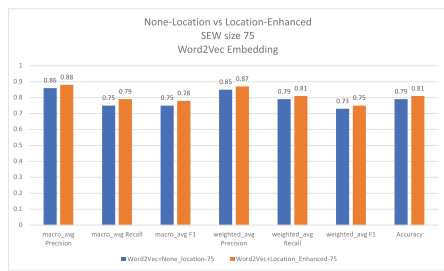 None-Location vs Location-Enhanced
SEW size 75
Word2Vec Embedding
1
0.9
0.8
0.7
0.6
0.5
0.4
0.3
0.2
0.1
0
0.86 0.88
0.75 0.79
0.75 0.78
0.85 0.87
0.79 0.81
0.73 0.75
0.79 0.81
macro_avg Precision
macro_avg Recall
macro_avg F1
weighted_avg Precision
weighted_avg Recall
weighted_avg F1
Accuracy
Word2Vec+None_location-75
Word2Vec+Location_Enhanced-75